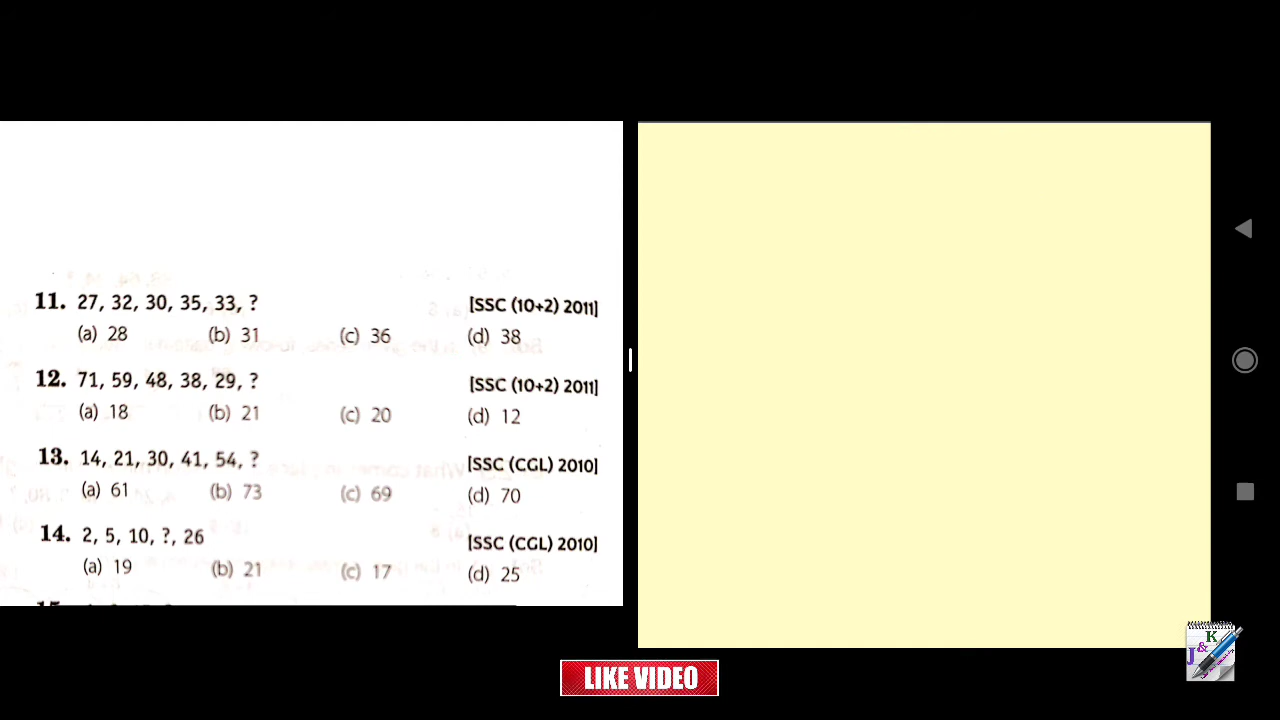 11. 27, 32, 30, 35, 33, ? [SSC (10+2) 2011]
(a) 28 (b) 31 (c) 36 (d) 38
12. 71, 59, 48, 38, 29, ? [SSC (10+2) 2011]
(a) 18 (b) 21 (c) 20 (d) 12
13. 14, 21, 30, 41, 54, ? [SSC (CGL) 2010]
(a) 61 (b) 73 (c) 69 (d) 70
14. 2, 5, 10, ?, 26 [SSC (CGL) 2010]
(a) 19 (b) 21 (c) 17 (d) 25
J&K
LIKE VIDEO